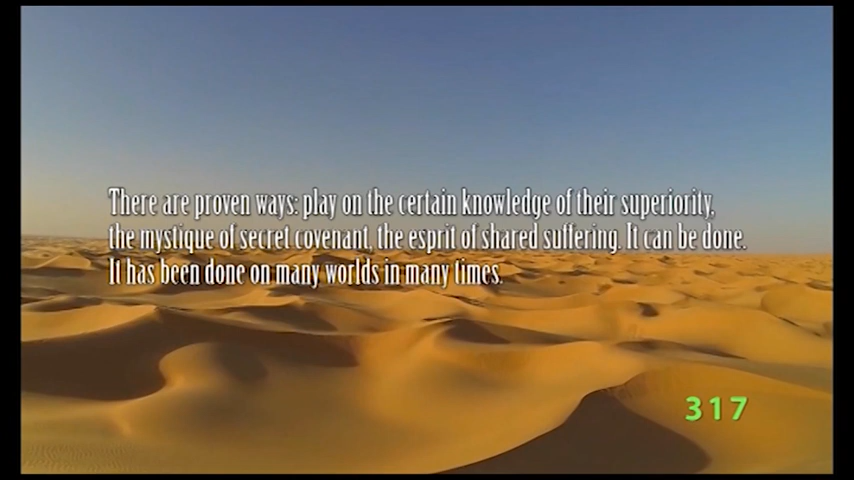 There are proven ways: play on the certain knowledge of their superiority,
the mystique of secret covenant, the esprit of shared suffering. It can be done.
It has been done on many worlds in many times.
317